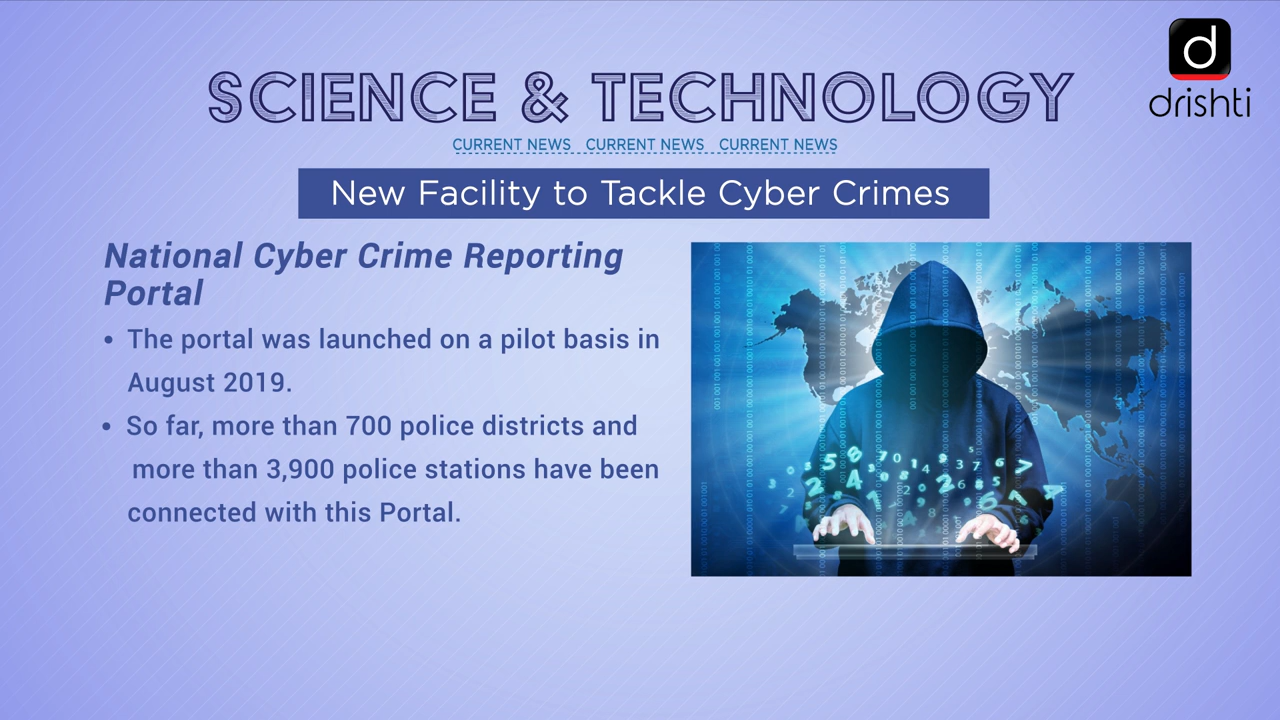 drishti
SCIENCE & TECHNOLOGY
CURRENT NEWS CURRENT NEWS CURRENT NEWS
New Facility to Tackle Cyber Crimes
National Cyber Crime Reporting
Portal
• The portal was launched on a pilot basis in
August 2019.
• So far, more than 700 police districts and
more than 3,900 police stations have been
connected with this Portal.